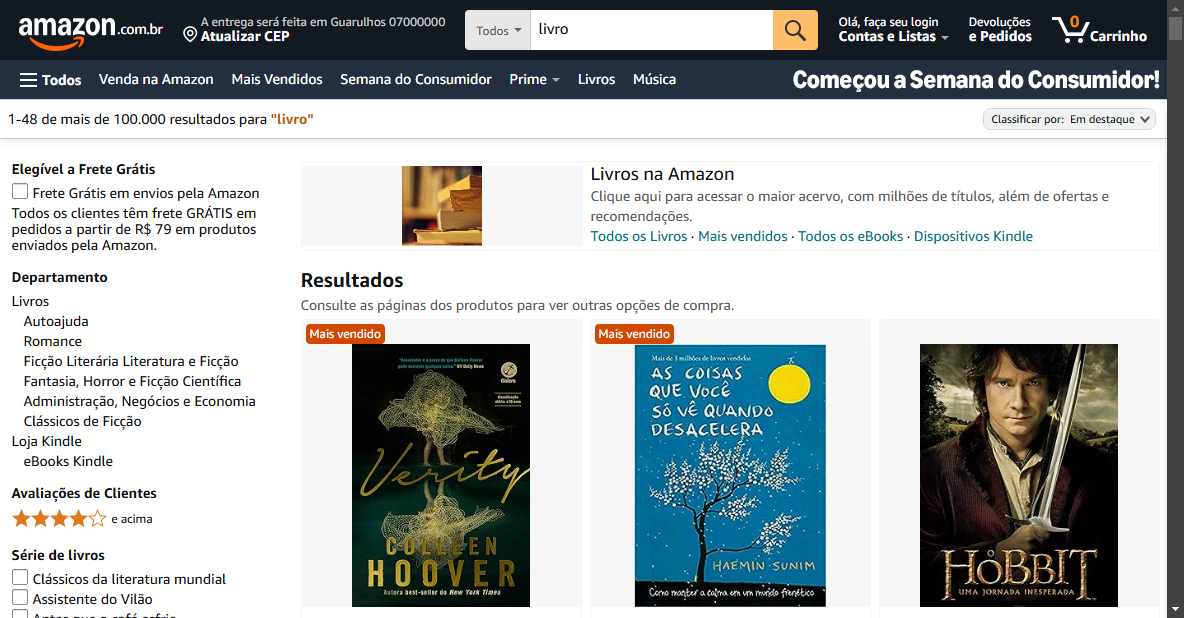 amazon.com.br
A entrega será feita em Guarulhos 07000000
Atualizar CEP
Todos
livro
Olá, faça seu login
Contas e Listas
Devoluções
e Pedidos
0
Carrinho
Todos
Venda na Amazon
Mais Vendidos
Semana do Consumidor
Prime
Livros
Música
Começou a Semana do Consumidor!
1-48 de mais de 100.000 resultados para "livro"
Classificar por: Em destaque
Elegível a Frete Grátis
Frete Grátis em envios pela Amazon
Todos os clientes têm frete GRÁTIS em
pedidos a partir de R$ 79 em produtos
enviados pela Amazon.
Departamento
Livros
Autoajuda
Romance
Ficção Literária Literatura e Ficção
Fantasia, Horror e Ficção Científica
Administração, Negócios e Economia
Clássicos de Ficção
Loja Kindle
eBooks Kindle
Avaliações de Clientes
e acima
Série de livros
Clássicos da literatura mundial
Assistente do Vilão
Antes que o café esfrie
Livros na Amazon
Clique aqui para acessar o maior acervo, com milhões de títulos, além de ofertas e
recomendações.
Todos os Livros · Mais vendidos · Todos os eBooks · Dispositivos Kindle
Resultados
Consulte as páginas dos produtos para ver outras opções de compra.
Mais vendido
Verity
COLLEEN
HOOVER
Autora best-seller do New York Times
Mais vendido
Mais de 3 milhões de livros vendidos
AS COISAS
QUE VOCÊ
SÓ VÊ QUANDO
DESACELERA
HAEMIN SUNIM
Como manter a calma em um mundo frenético
HOBBIT
UMA JORNADA INESPERADA